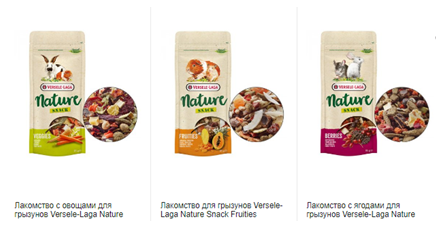 VERSELE-LAGA
Nature
SNACK
VEGGIES
VERSELE-LAGA
Nature
SNACK
FRUITIES
VERSELE-LAGA
Nature
SNACK
BERRIES
Лакомство с овощами для
грызунов Versele-Laga Nature
Лакомство для грызунов Versele-
Laga Nature Snack Fruities
Лакомство с ягодами для
грызунов Versele-Laga Nature